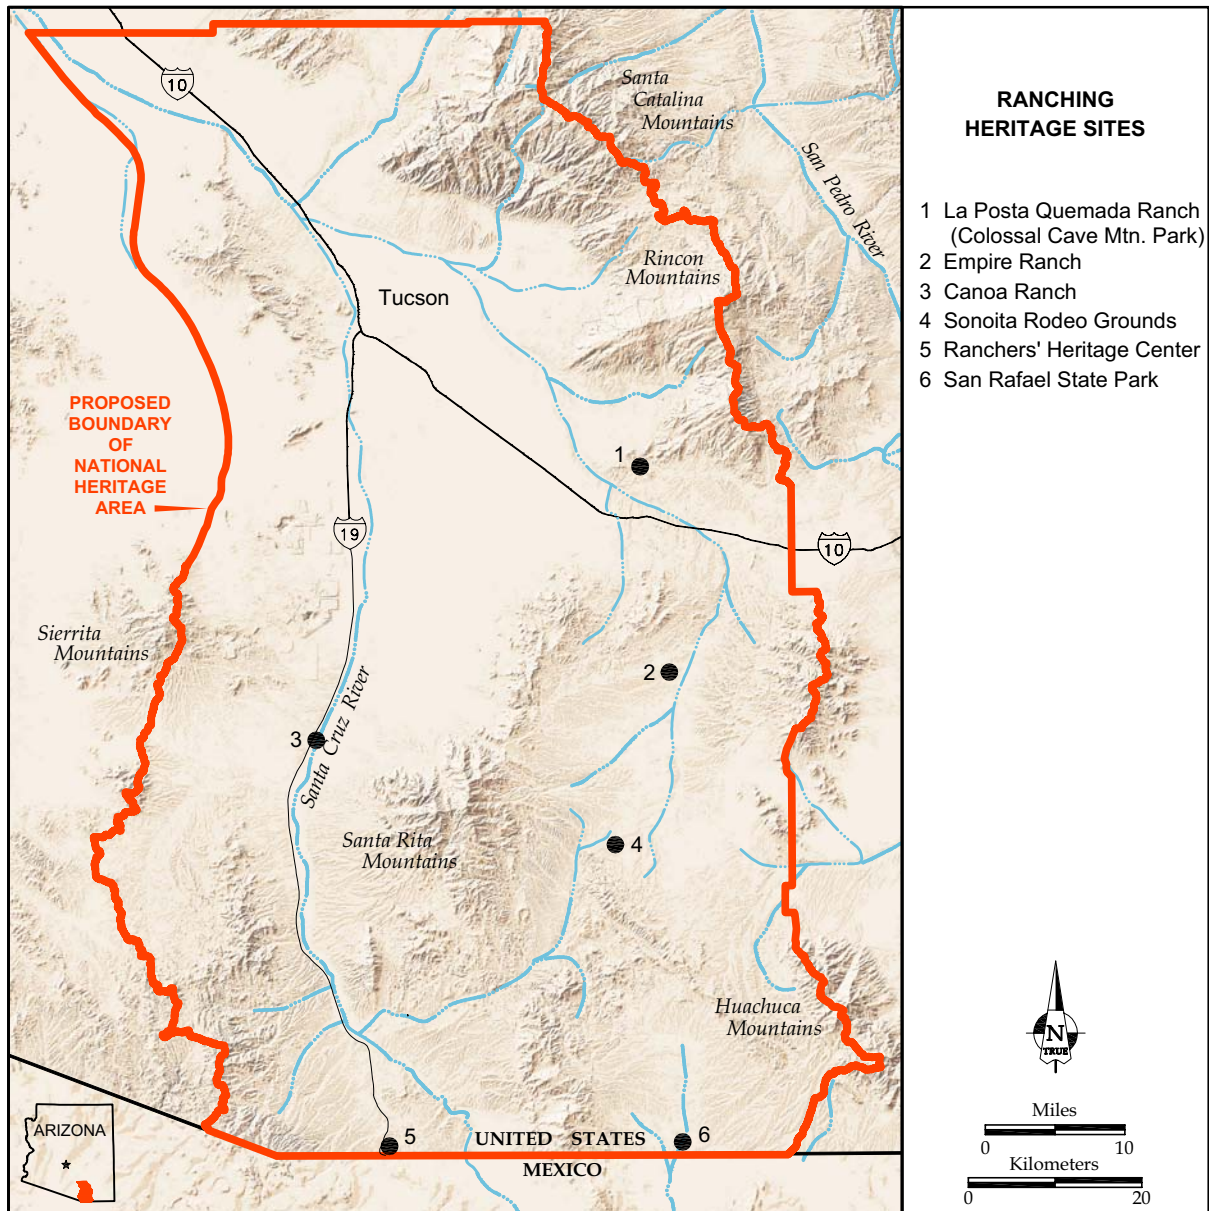 RANCHING
HERITAGE SITES
1 La Posta Quemada Ranch
(Colossal Cave Mtn. Park)
2 Empire Ranch
3 Canoa Ranch
4 Sonoita Rodeo Grounds
5 Ranchers' Heritage Center
6 San Rafael State Park
10
Santa
Catalina
Mountains
San Pedro River
Rincon
Mountains
Tucson
PROPOSED
BOUNDARY
OF
NATIONAL
HERITAGE
AREA
1
19
10
Sierrita
Mountains
2
3
Santa Cruz River
Santa Rita
Mountains
4
Huachuca
Mountains
5
6
UNITED STATES
MEXICO
ARIZONA
N
TRUE
Miles
0 10
Kilometers
0 20